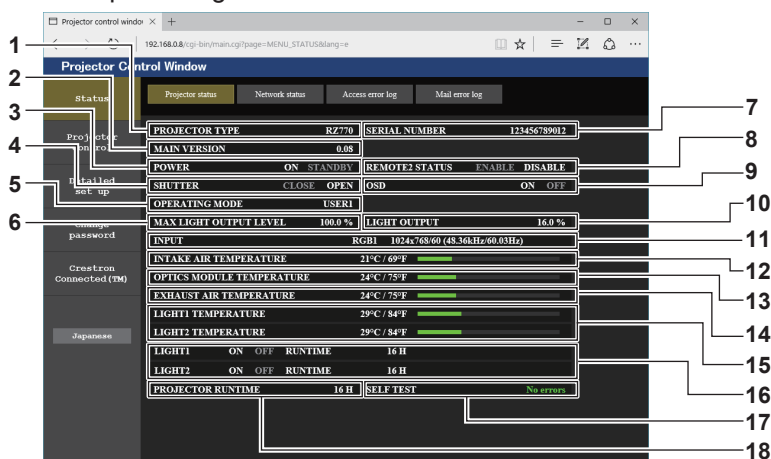 Projector control windo
192.168.0.8/cgi-bin/main.cgi?page=MENU_STATUS&lang=e
Projector Control Window
Status
Projector status
Network status
Access error log
Mail error log
1
2
3
4
5
6
PROJECTOR TYPE RZ770 SERIAL NUMBER 123456789012
MAIN VERSION 0.08
POWER ON STANDBY REMOTE2 STATUS ENABLE DISABLE
SHUTTER CLOSE OPEN OSD ON OFF
OPERATING MODE USER1
MAX LIGHT OUTPUT LEVEL 100.0 % LIGHT OUTPUT 16.0 %
INPUT RGB1 1024x768/60 (48.36kHz/60.03Hz)
INTAKE AIR TEMPERATURE 21°C / 69°F
OPTICS MODULE TEMPERATURE 24°C / 75°F
EXHAUST AIR TEMPERATURE 24°C / 75°F
LIGHT1 TEMPERATURE 29°C / 84°F
LIGHT2 TEMPERATURE 29°C / 84°F
LIGHT1 ON OFF RUNTIME 16 H
LIGHT2 ON OFF RUNTIME 16 H
PROJECTOR RUNTIME 16 H SELF TEST No errors
Projector
control
Detailed
set up
Change
password
Crestron
Connected(TM)
Japanese
7
8
9
10
11
12
13
14
15
16
17
18